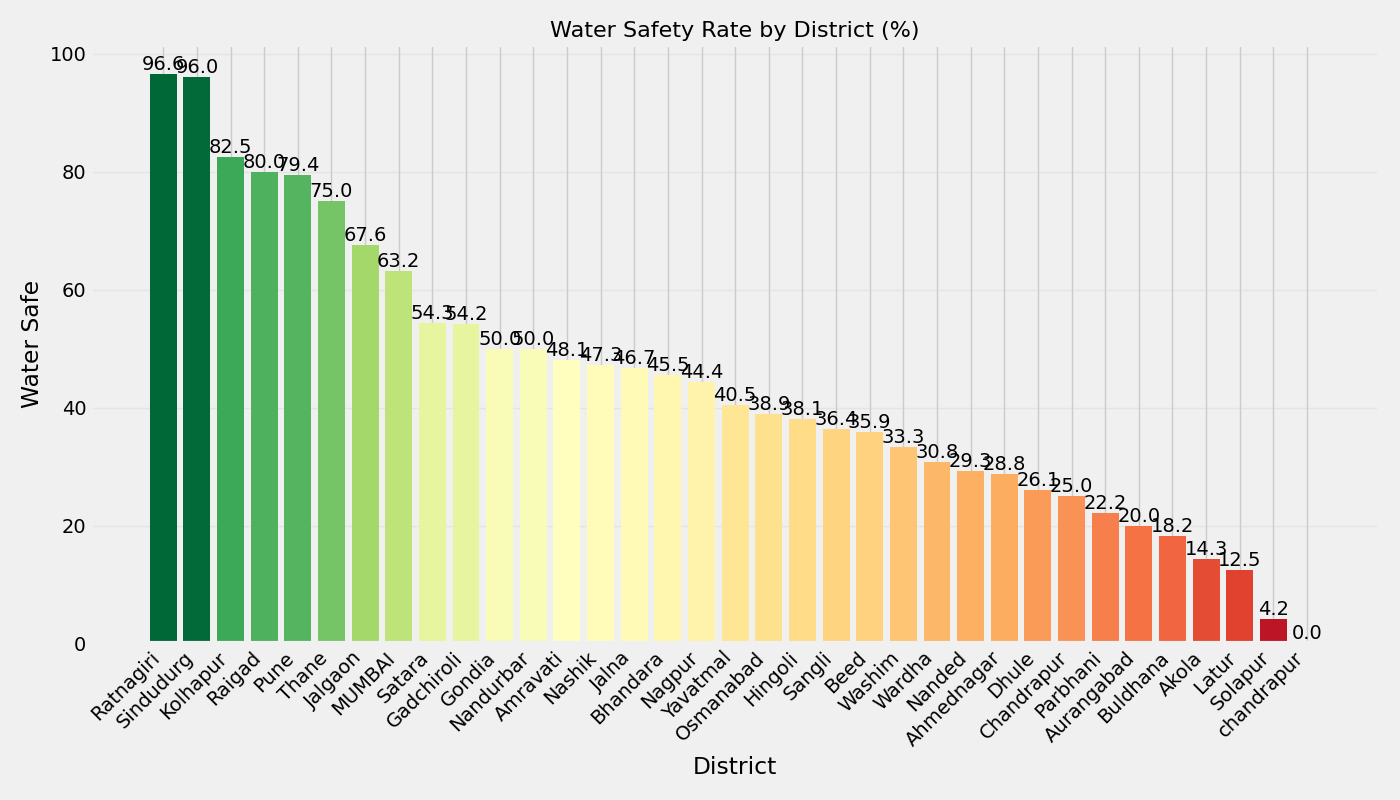 Water Safety Rate by District (%)
Water Safe
100
80
60
40
20
0
96.6
96.0
82.5
80.0
79.4
75.0
67.6
63.2
54.3
54.2
50.0
50.0
48.1
47.3
46.7
45.5
44.4
40.5
38.9
38.1
36.4
35.9
33.3
30.8
29.3
28.8
26.1
25.0
22.2
20.0
18.2
14.3
12.5
4.2
0.0
Ratnagiri
Sindudurg
Kolhapur
Raigad
Pune
Thane
Jalgaon
MUMBAI
Satara
Gadchiroli
Gondia
Nandurbar
Amravati
Nashik
Jalna
Bhandara
Nagpur
Yavatmal
Osmanabad
Hingoli
Sangli
Beed
Washim
Wardha
Nanded
Ahmednagar
Dhule
Chandrapur
Parbhani
Aurangabad
Buldhana
Akola
Latur
Solapur
chandrapur
District